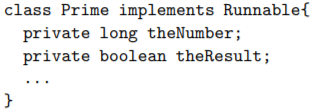 class Prime implements Runnable{
  private long theNumber;
  private boolean theResult;
  ...
}